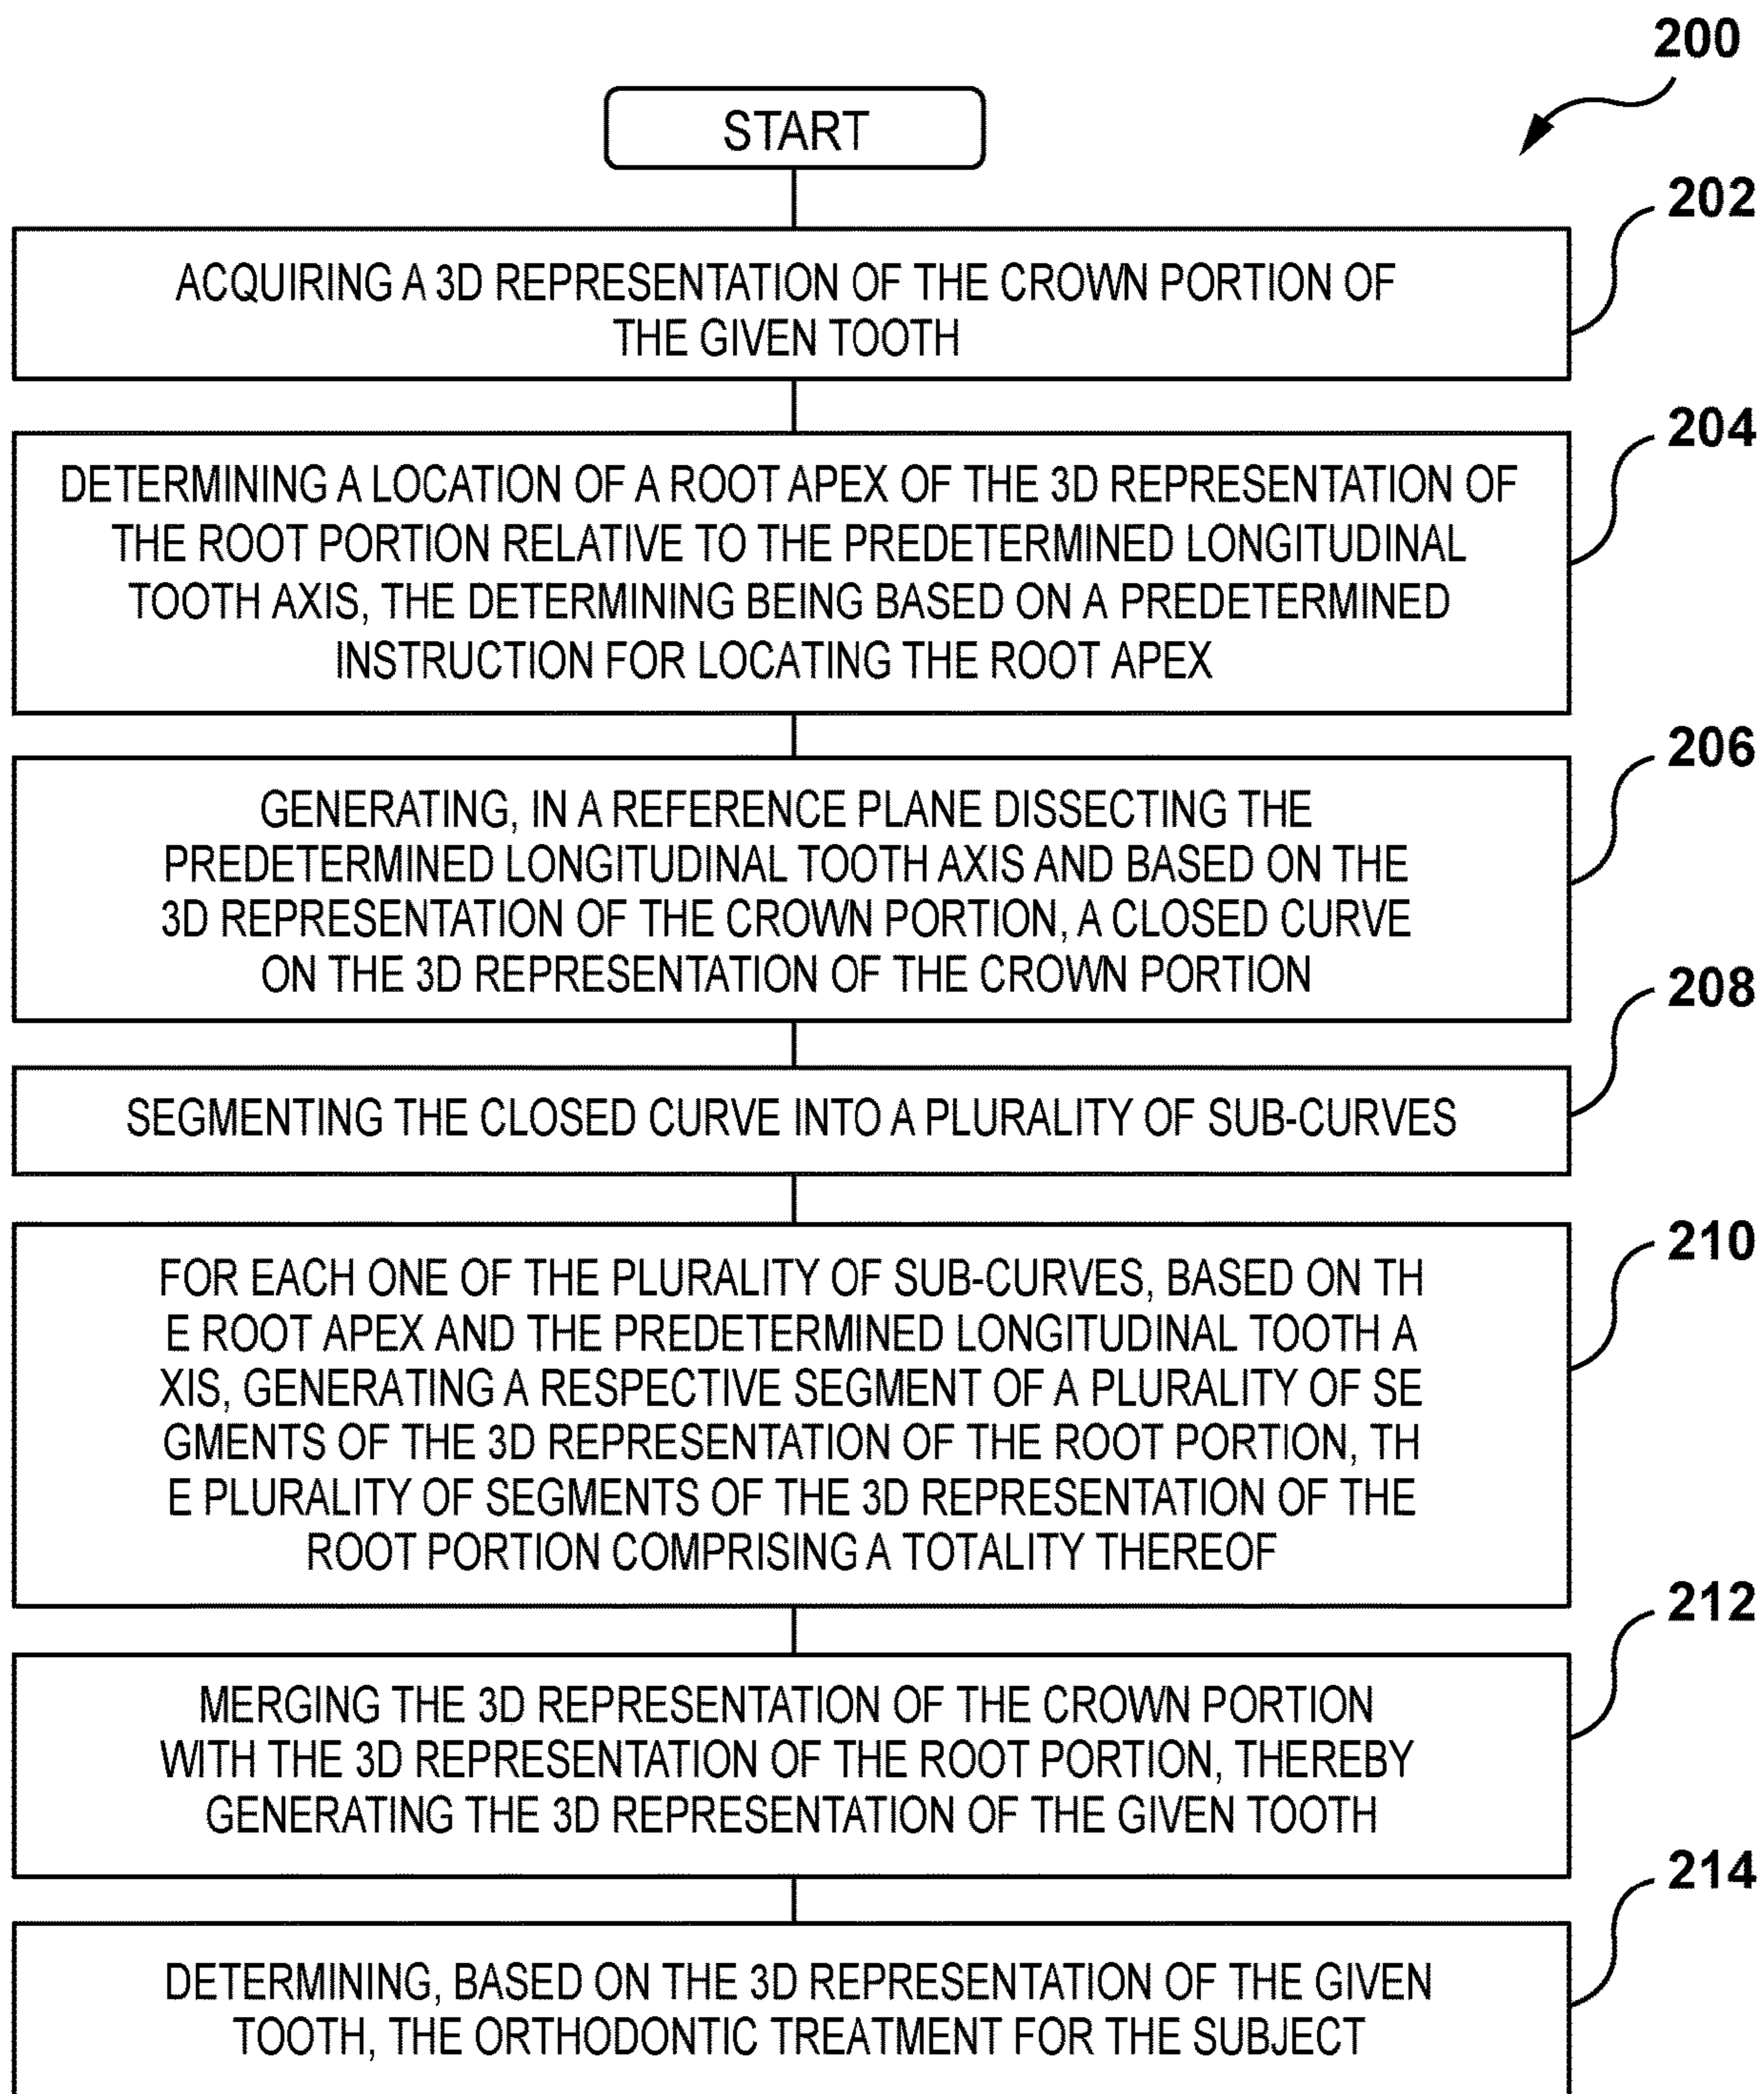 200
START
202
ACQUIRING A 3D REPRESENTATION OF THE CROWN PORTION OF
THE GIVEN TOOTH
204
DETERMINING A LOCATION OF A ROOT APEX OF THE 3D REPRESENTATION OF
THE ROOT PORTION RELATIVE TO THE PREDETERMINED LONGITUDINAL
TOOTH AXIS, THE DETERMINING BEING BASED ON A PREDETERMINED
INSTRUCTION FOR LOCATING THE ROOT APEX
206
GENERATING, IN A REFERENCE PLANE DISSECTING THE
PREDETERMINED LONGITUDINAL TOOTH AXIS AND BASED ON THE
3D REPRESENTATION OF THE CROWN PORTION, A CLOSED CURVE
ON THE 3D REPRESENTATION OF THE CROWN PORTION
208
SEGMENTING THE CLOSED CURVE INTO A PLURALITY OF SUB-CURVES
210
FOR EACH ONE OF THE PLURALITY OF SUB-CURVES, BASED ON TH
E ROOT APEX AND THE PREDETERMINED LONGITUDINAL TOOTH A
XIS, GENERATING A RESPECTIVE SEGMENT OF A PLURALITY OF SE
GMENTS OF THE 3D REPRESENTATION OF THE ROOT PORTION, TH
E PLURALITY OF SEGMENTS OF THE 3D REPRESENTATION OF THE
ROOT PORTION COMPRISING A TOTALITY THEREOF
212
MERGING THE 3D REPRESENTATION OF THE CROWN PORTION
WITH THE 3D REPRESENTATION OF THE ROOT PORTION, THEREBY
GENERATING THE 3D REPRESENTATION OF THE GIVEN TOOTH
214
DETERMINING, BASED ON THE 3D REPRESENTATION OF THE GIVEN
TOOTH, THE ORTHODONTIC TREATMENT FOR THE SUBJECT